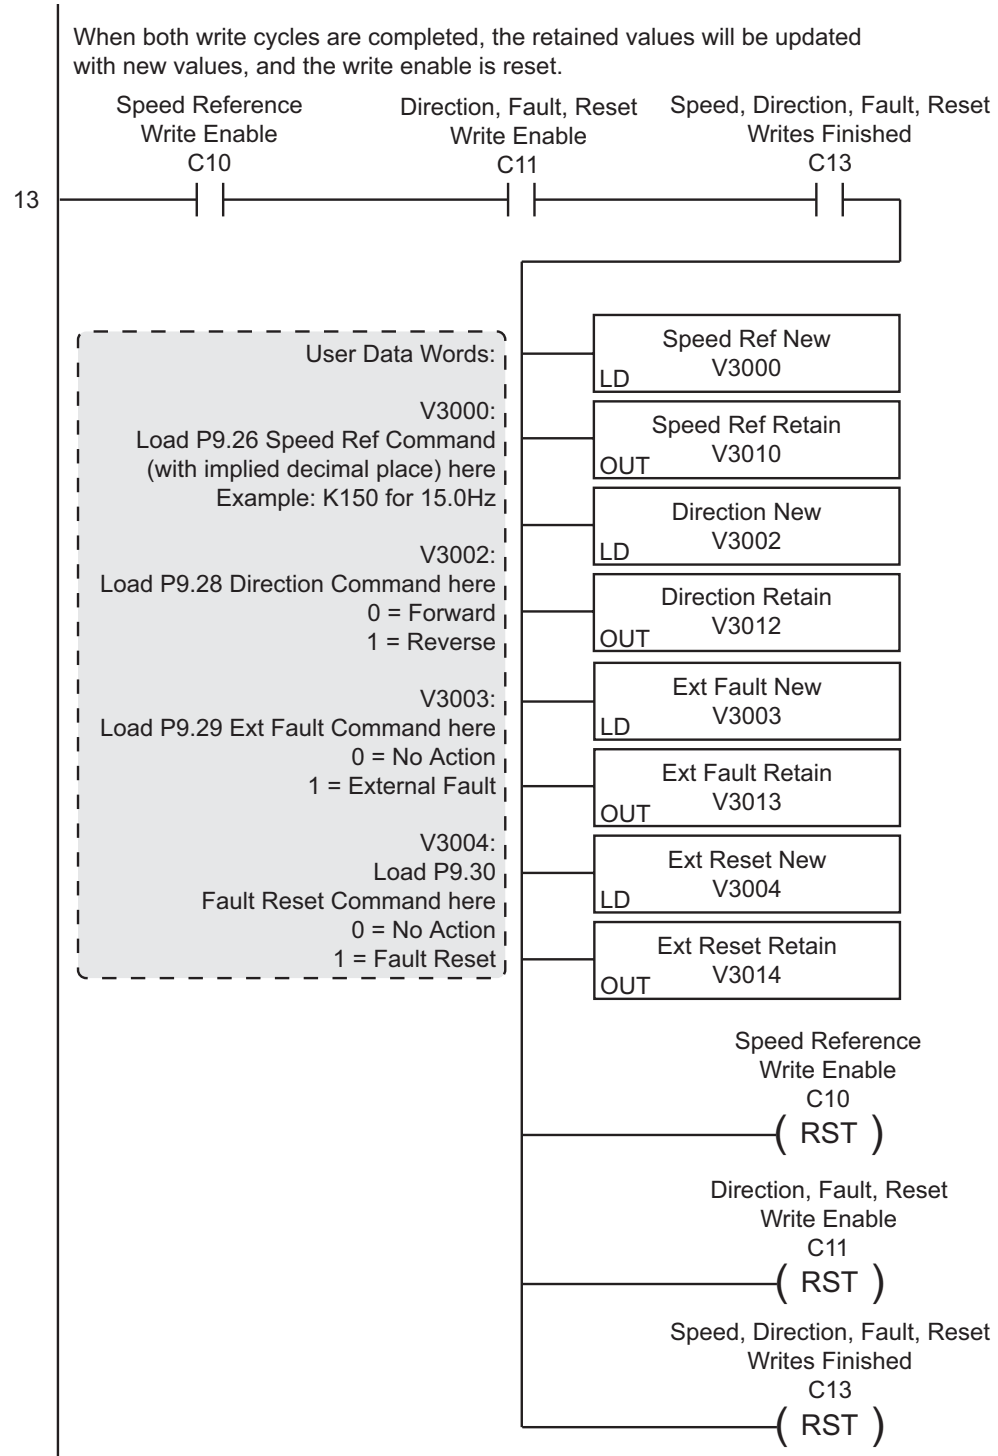 When both write cycles are completed, the retained values will be updated
with new values, and the write enable is reset.
Speed Reference
Write Enable
C10
Direction, Fault, Reset
Write Enable
C11
Speed, Direction, Fault, Reset
Writes Finished
C13
13
User Data Words:
V3000:
Load P9.26 Speed Ref Command
(with implied decimal place) here
Example: K150 for 15.0Hz
V3002:
Load P9.28 Direction Command here
0 = Forward
1 = Reverse
V3003:
Load P9.29 Ext Fault Command here
0 = No Action
1 = External Fault
V3004:
Load P9.30
Fault Reset Command here
0 = No Action
1 = Fault Reset
Speed Ref New
V3000
LD
Speed Ref Retain
V3010
OUT
Direction New
V3002
LD
Direction Retain
V3012
OUT
Ext Fault New
V3003
LD
Ext Fault Retain
V3013
OUT
Ext Reset New
V3004
LD
Ext Reset Retain
V3014
OUT
Speed Reference
Write Enable
C10
( RST )
Direction, Fault, Reset
Write Enable
C11
( RST )
Speed, Direction, Fault, Reset
Writes Finished
C13
( RST )